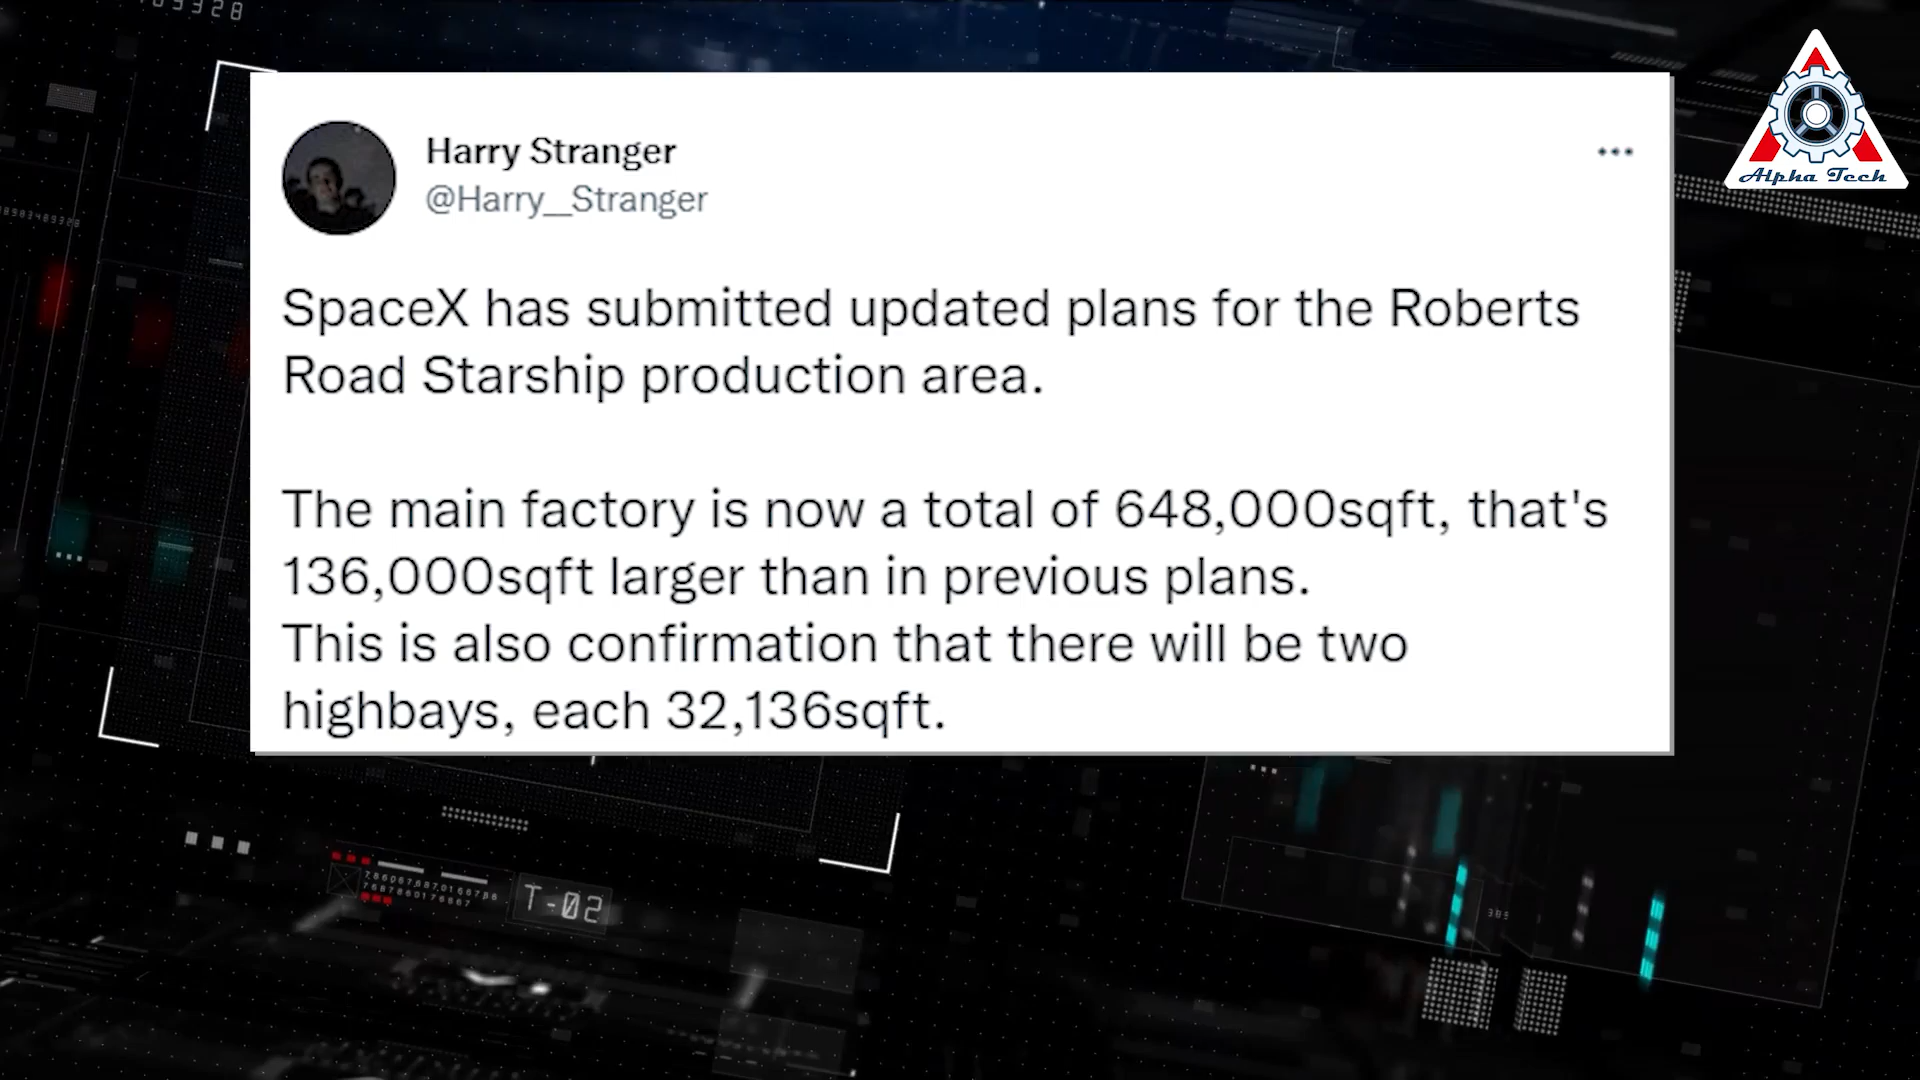 Harry Stranger
@Harry__Stranger
SpaceX has submitted updated plans for the Roberts
Road Starship production area.
The main factory is now a total of 648,000sqft, that's
136,000sqft larger than in previous plans.
This is also confirmation that there will be two
highbays, each 32,136sqft.
Alpha Tech
T-02